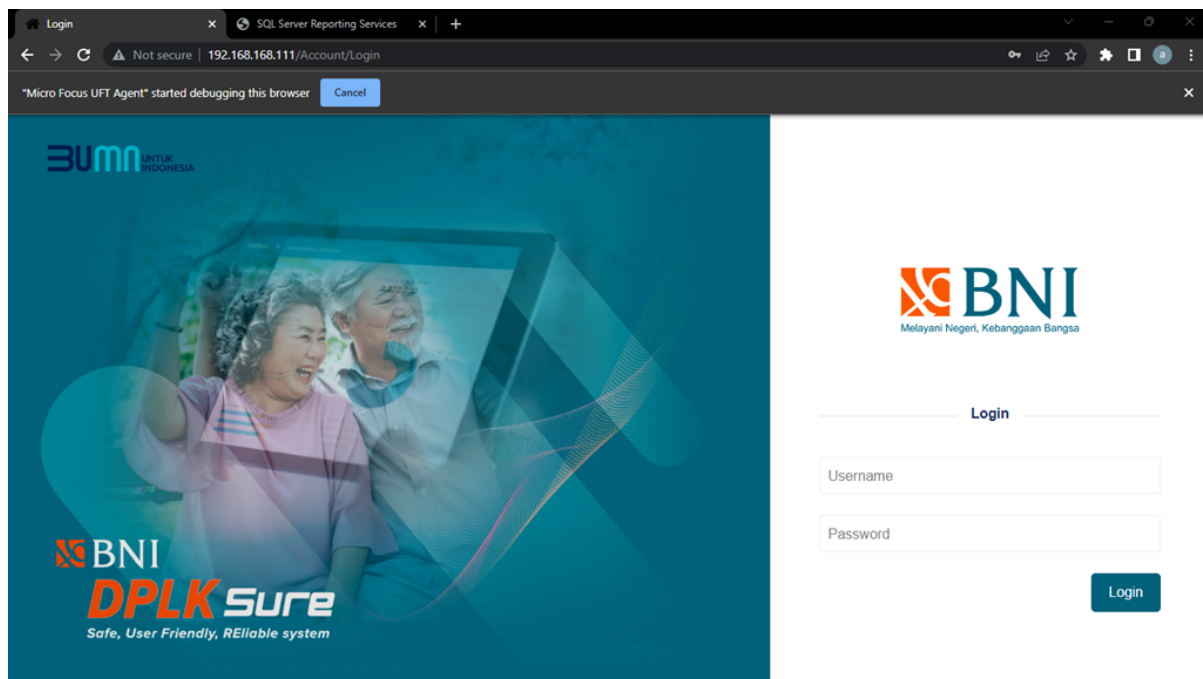 Login
SQL Server Reporting Services
Not secure | 192.168.168.111/Account/Login
a
"Micro Focus UFT Agent" started debugging this browser
Cancel
BUMN UNTUK
INDONESIA
BNI
DPLK Sure
Safe, User Friendly, REliable system
BNI
Melayani Negeri, Kebanggaan Bangsa
Login
Username
Password
Login